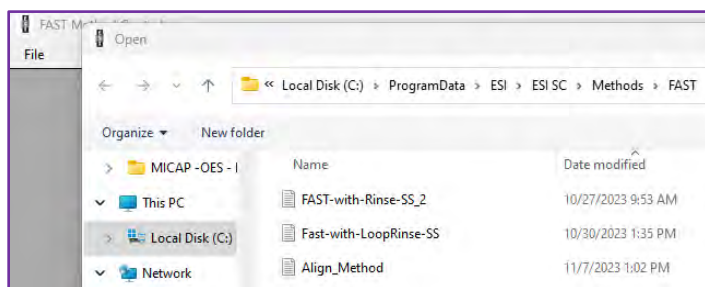 FAST M
File
Open
« Local Disk (C:) > ProgramData > ESI > ESI SC > Methods > FAST
Organize New folder
MICAP -OES - I
Name Date modified
This PC
FAST-with-Rinse-SS_2 10/27/2023 9:53 AM
Local Disk (C:)
Fast-with-LoopRinse-SS 10/30/2023 1:35 PM
Network
Align_Method 11/7/2023 1:02 PM